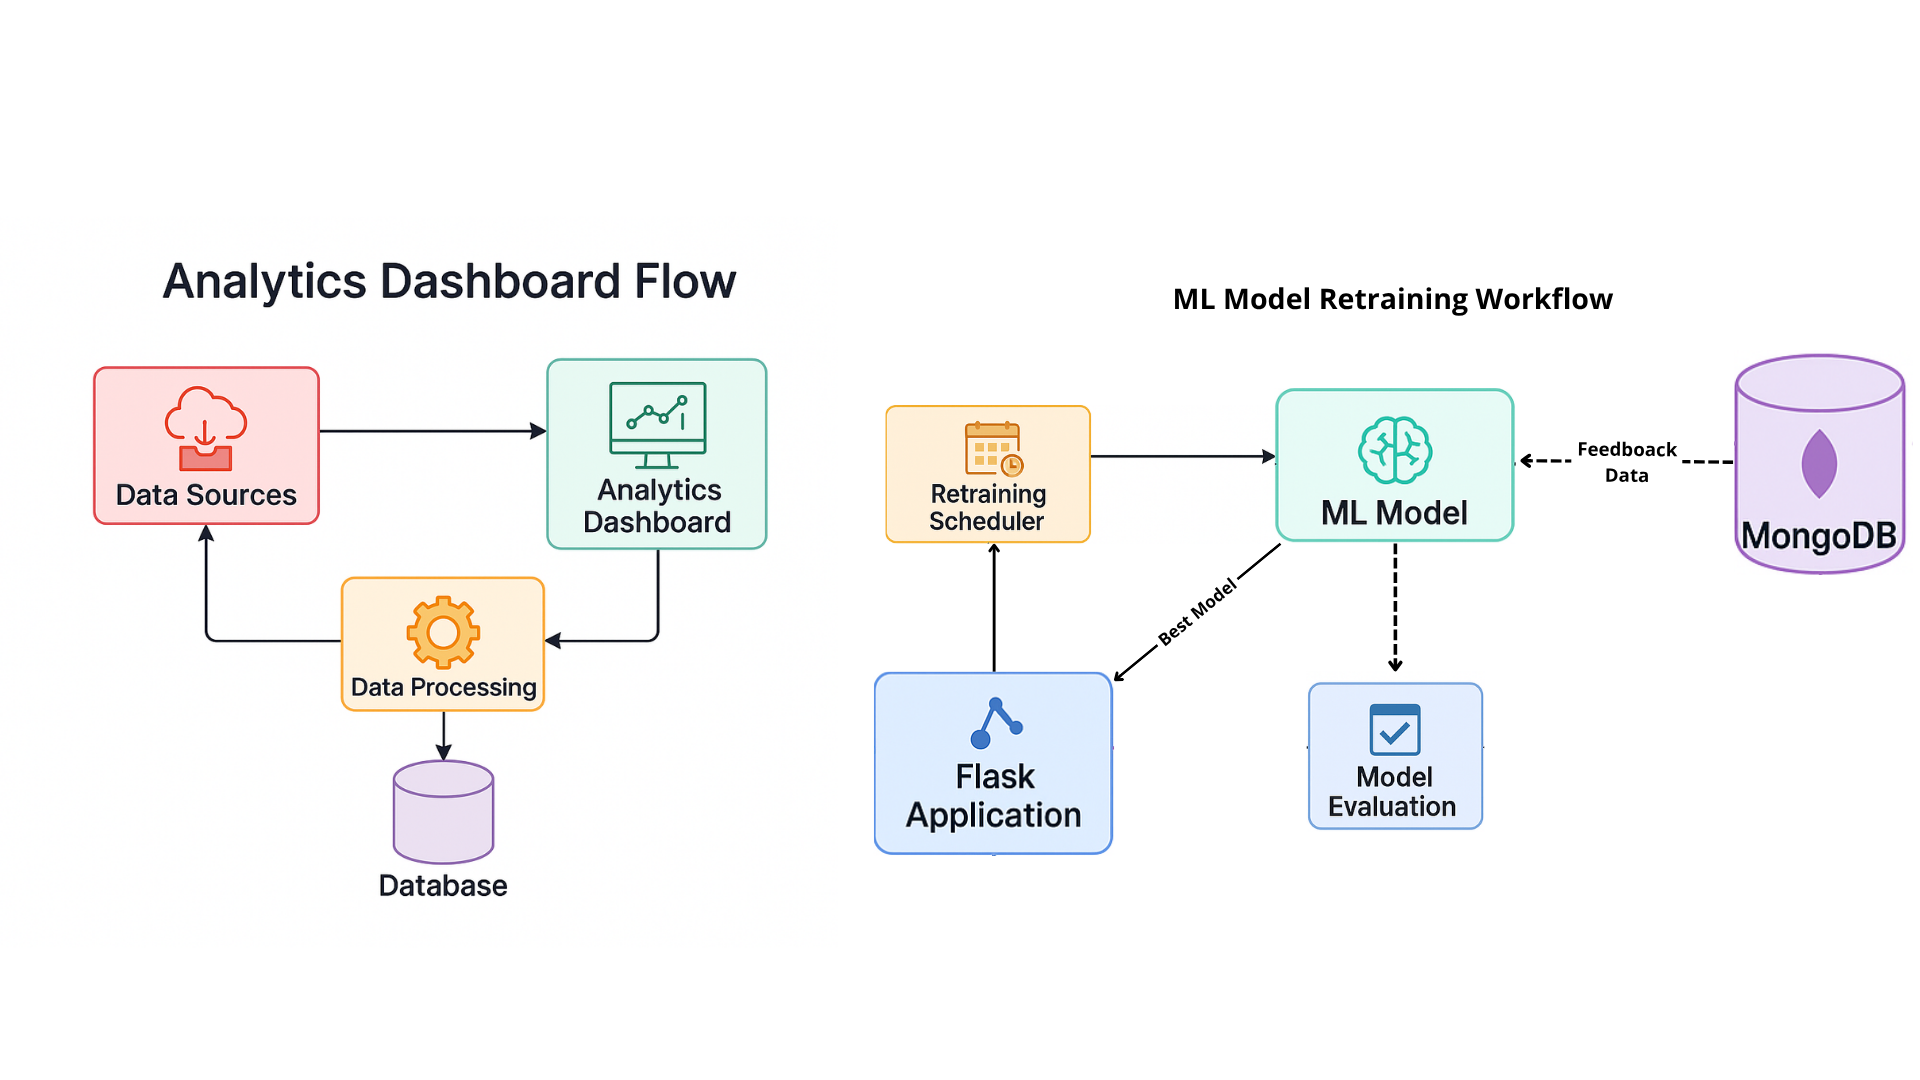 Analytics Dashboard Flow
Data Sources
Analytics
Dashboard
Data Processing
Database
ML Model Retraining Workflow
Retraining
Scheduler
ML Model
Feedboack
Data
MongoDB
Best Model
Flask
Application
Model
Evaluation